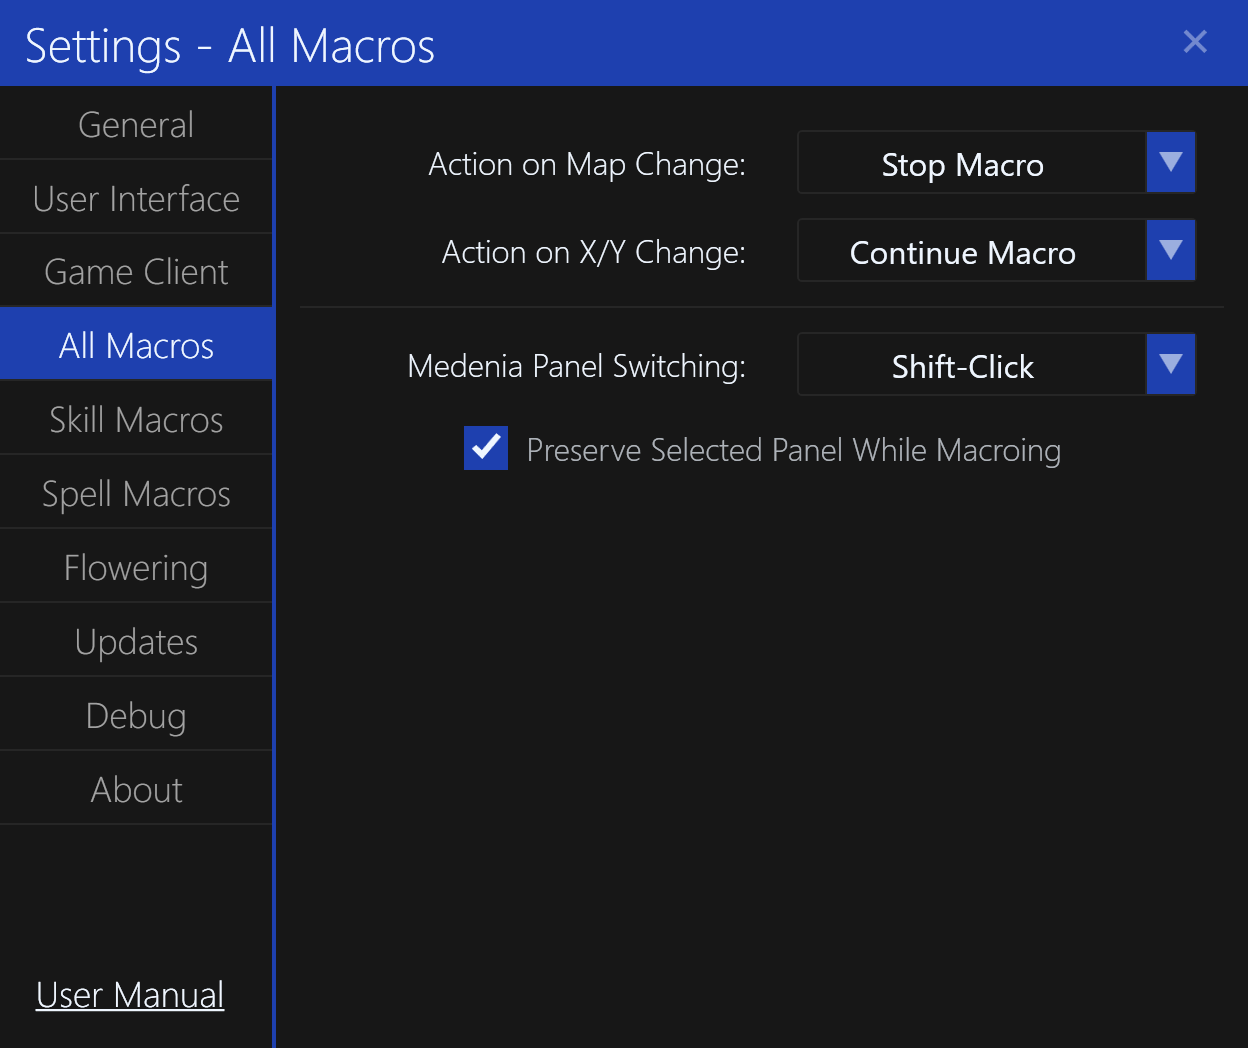 Settings - All Macros
General
User Interface
Game Client
All Macros
Skill Macros
Spell Macros
Flowering
Updates
Debug
About
User Manual
Action on Map Change: Stop Macro
Action on X/Y Change: Continue Macro
Medenia Panel Switching: Shift-Click
Preserve Selected Panel While Macroing